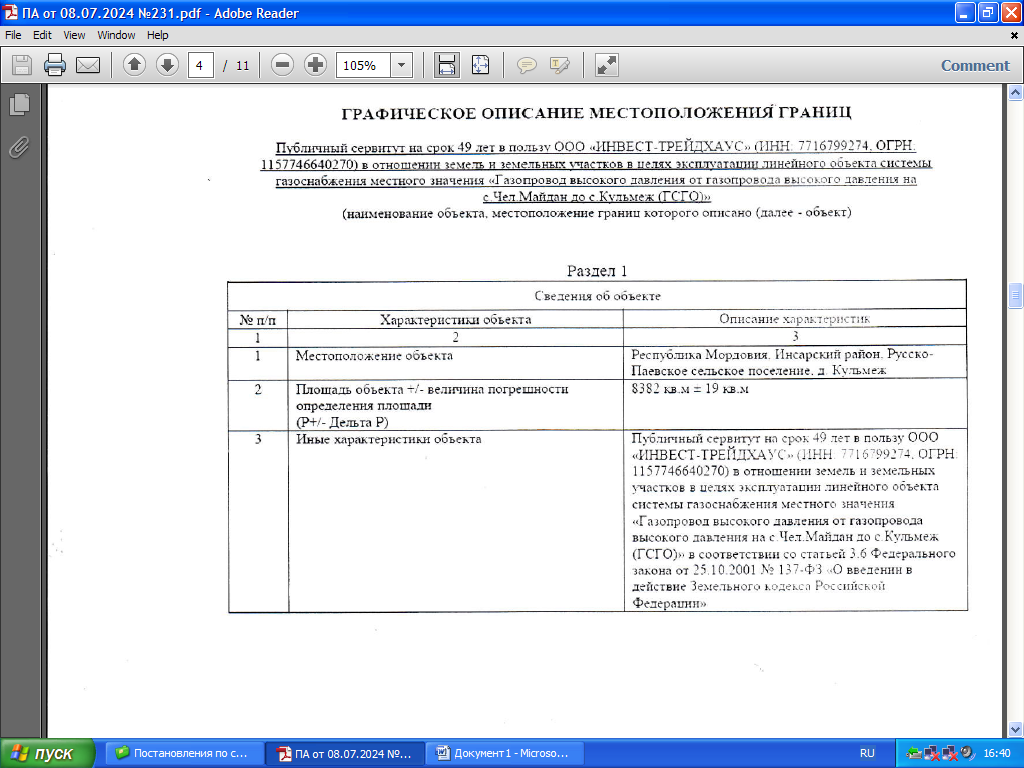 ПА от 08.07.2024 №231.pdf - Adobe Reader
File Edit View Window Help
4 / 11 105% Comment
ГРАФИЧЕСКОЕ ОПИСАНИЕ МЕСТОПОЛОЖЕНИЯ ГРАНИЦ
Публичный сервитут на срок 49 лет в пользу ООО «ИНВЕСТ-ТРЕЙДХАУС» (ИНН: 7716799274, ОГРН:
1157746640270) в отношении земель и земельных участков в целях эксплуатации линейного объекта системы
газоснабжения местного значения «Газопровод высокого давления от газопровода высокого давления на
с.Чел.Майдан до с.Кульмеж (ГСГО)»
(наименование объекта, местоположение границ которого описано (далее - объект)
Раздел 1
Сведения об объекте
№ п/п Характеристики объекта Описание характеристик
1 2 3
1 Местоположение объекта Республика Мордовия, Инсарский район, Русско-
Паевское сельское поселение, д. Кульмеж
2 Площадь объекта +/- величина погрешности 8382 кв.м ± 19 кв.м
определения площади
(Р+/- Дельта Р)
3 Иные характеристики объекта Публичный сервитут на срок 49 лет в пользу ООО
«ИНВЕСТ-ТРЕЙДХАУС» (ИНН: 7716799274, ОГРН:
1157746640270) в отношении земель и земельных
участков в целях эксплуатации линейного объекта
системы газоснабжения местного значения
«Газопровод высокого давления от газопровода
высокого давления на с.Чел.Майдан до с.Кульмеж
(ГСГО)» в соответствии со статьей 3.6 Федерального
закона от 25.10.2001 № 137-ФЗ «О введении в
действие Земельного кодекса Российской
Федерации»
пуск Постановления по с... ПА от 08.07.2024 №... Документ1 - Microso... RU 16:40